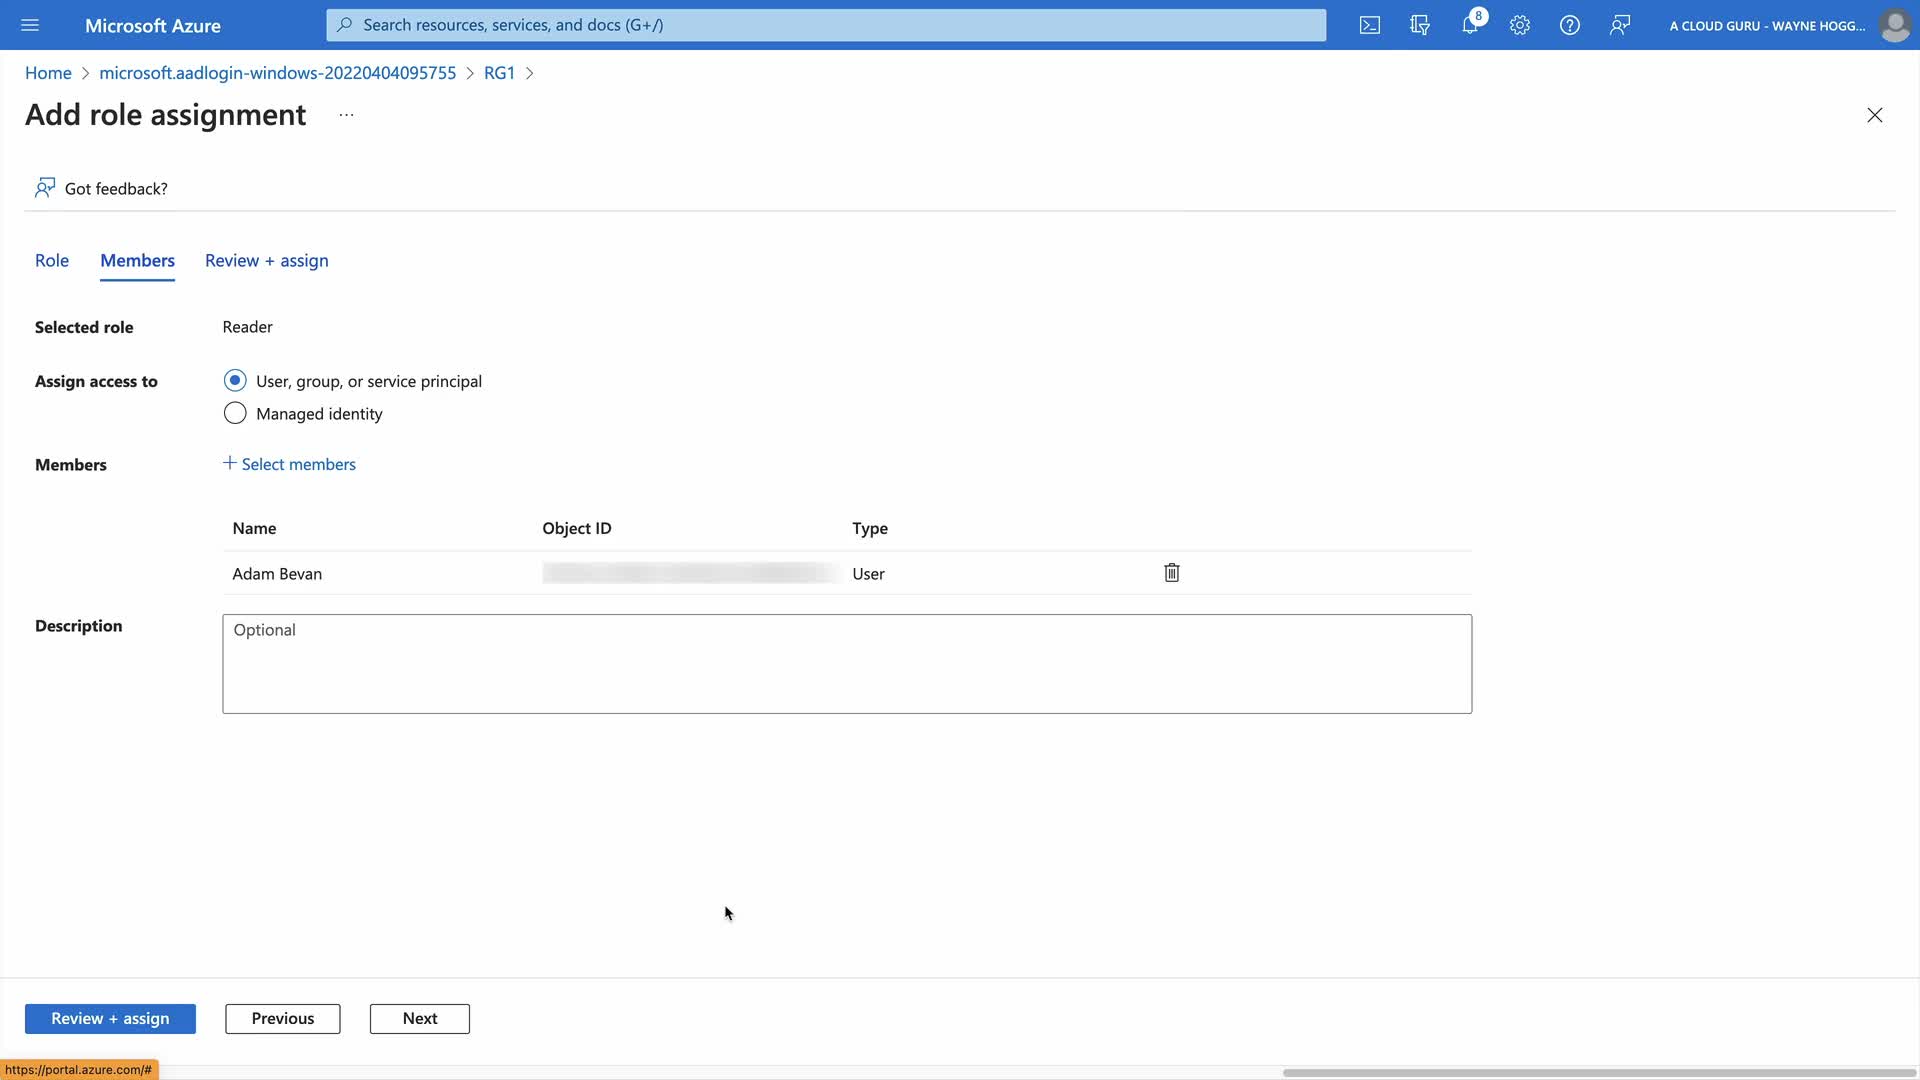 Microsoft Azure
Search resources, services, and docs (G+/)
8
A CLOUD GURU - WAYNE HOGG...
Home > microsoft.aadlogin-windows-20220404095755 > RG1 >
Add role assignment ...
Got feedback?
Role Members Review + assign
Selected role Reader
Assign access to User, group, or service principal
Managed identity
Members + Select members
Name Object ID Type
Adam Bevan User
Description Optional
Review + assign Previous Next
https://portal.azure.com/#